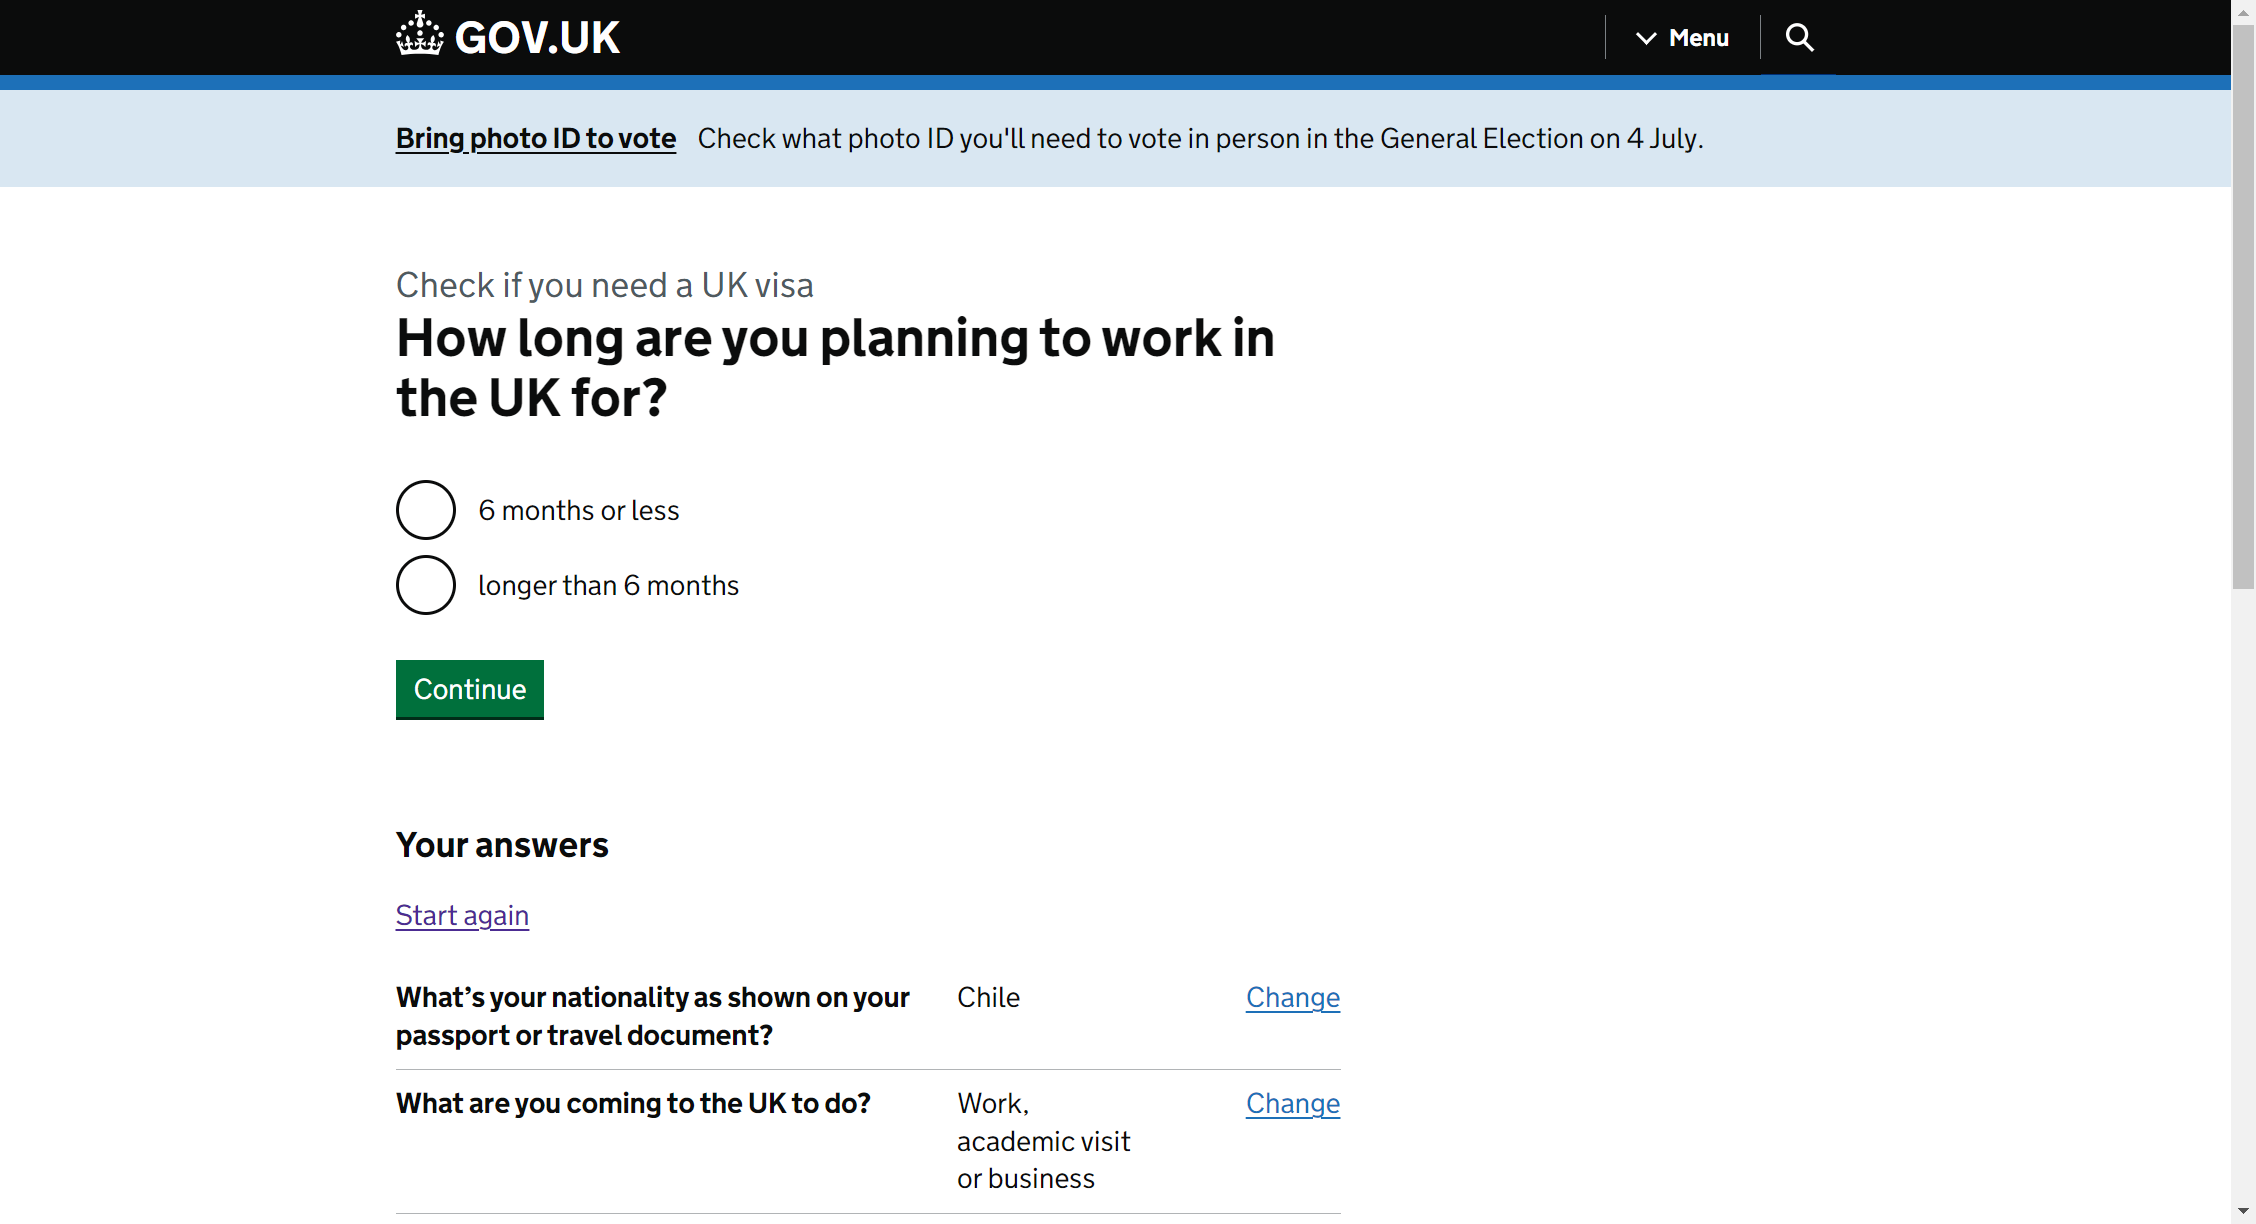 GOV.UK
Menu
Bring photo ID to vote Check what photo ID you'll need to vote in person in the General Election on 4 July.
Check if you need a UK visa
How long are you planning to work in
the UK for?
6 months or less
longer than 6 months
Continue
Your answers
Start again
What’s your nationality as shown on your
passport or travel document?
Chile
Change
What are you coming to the UK to do?
Work,
academic visit
or business
Change